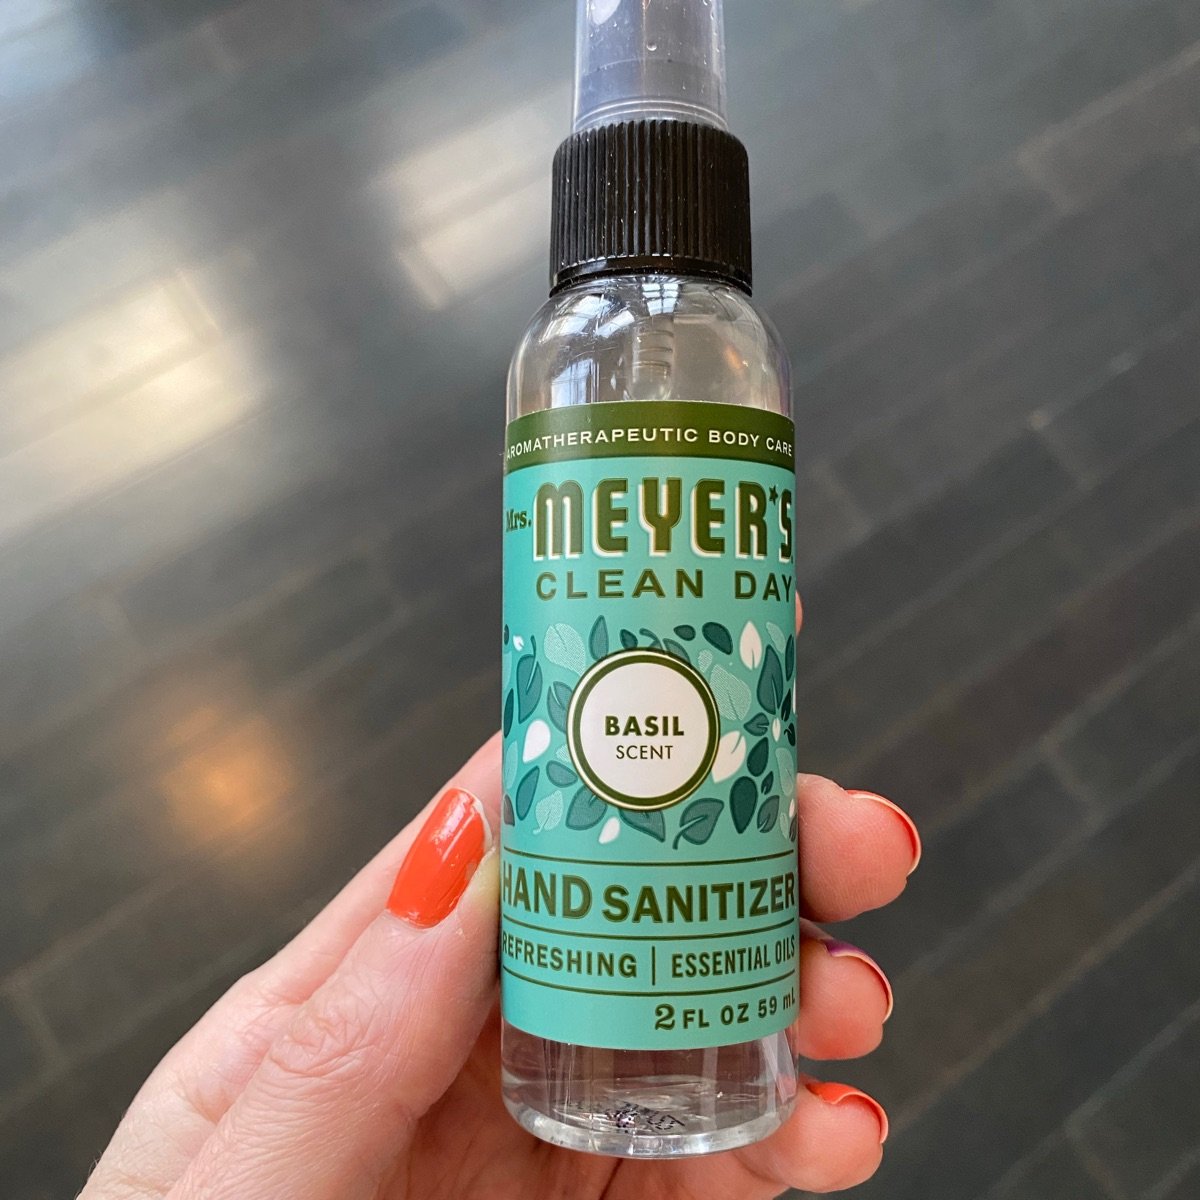 AROMATHERAPEUTIC BODY CARE
Mrs. MEYER'S
CLEAN DAY
BASIL
SCENT
HAND SANITIZER
REFRESHING | ESSENTIAL OILS
2 FL OZ 59 mL